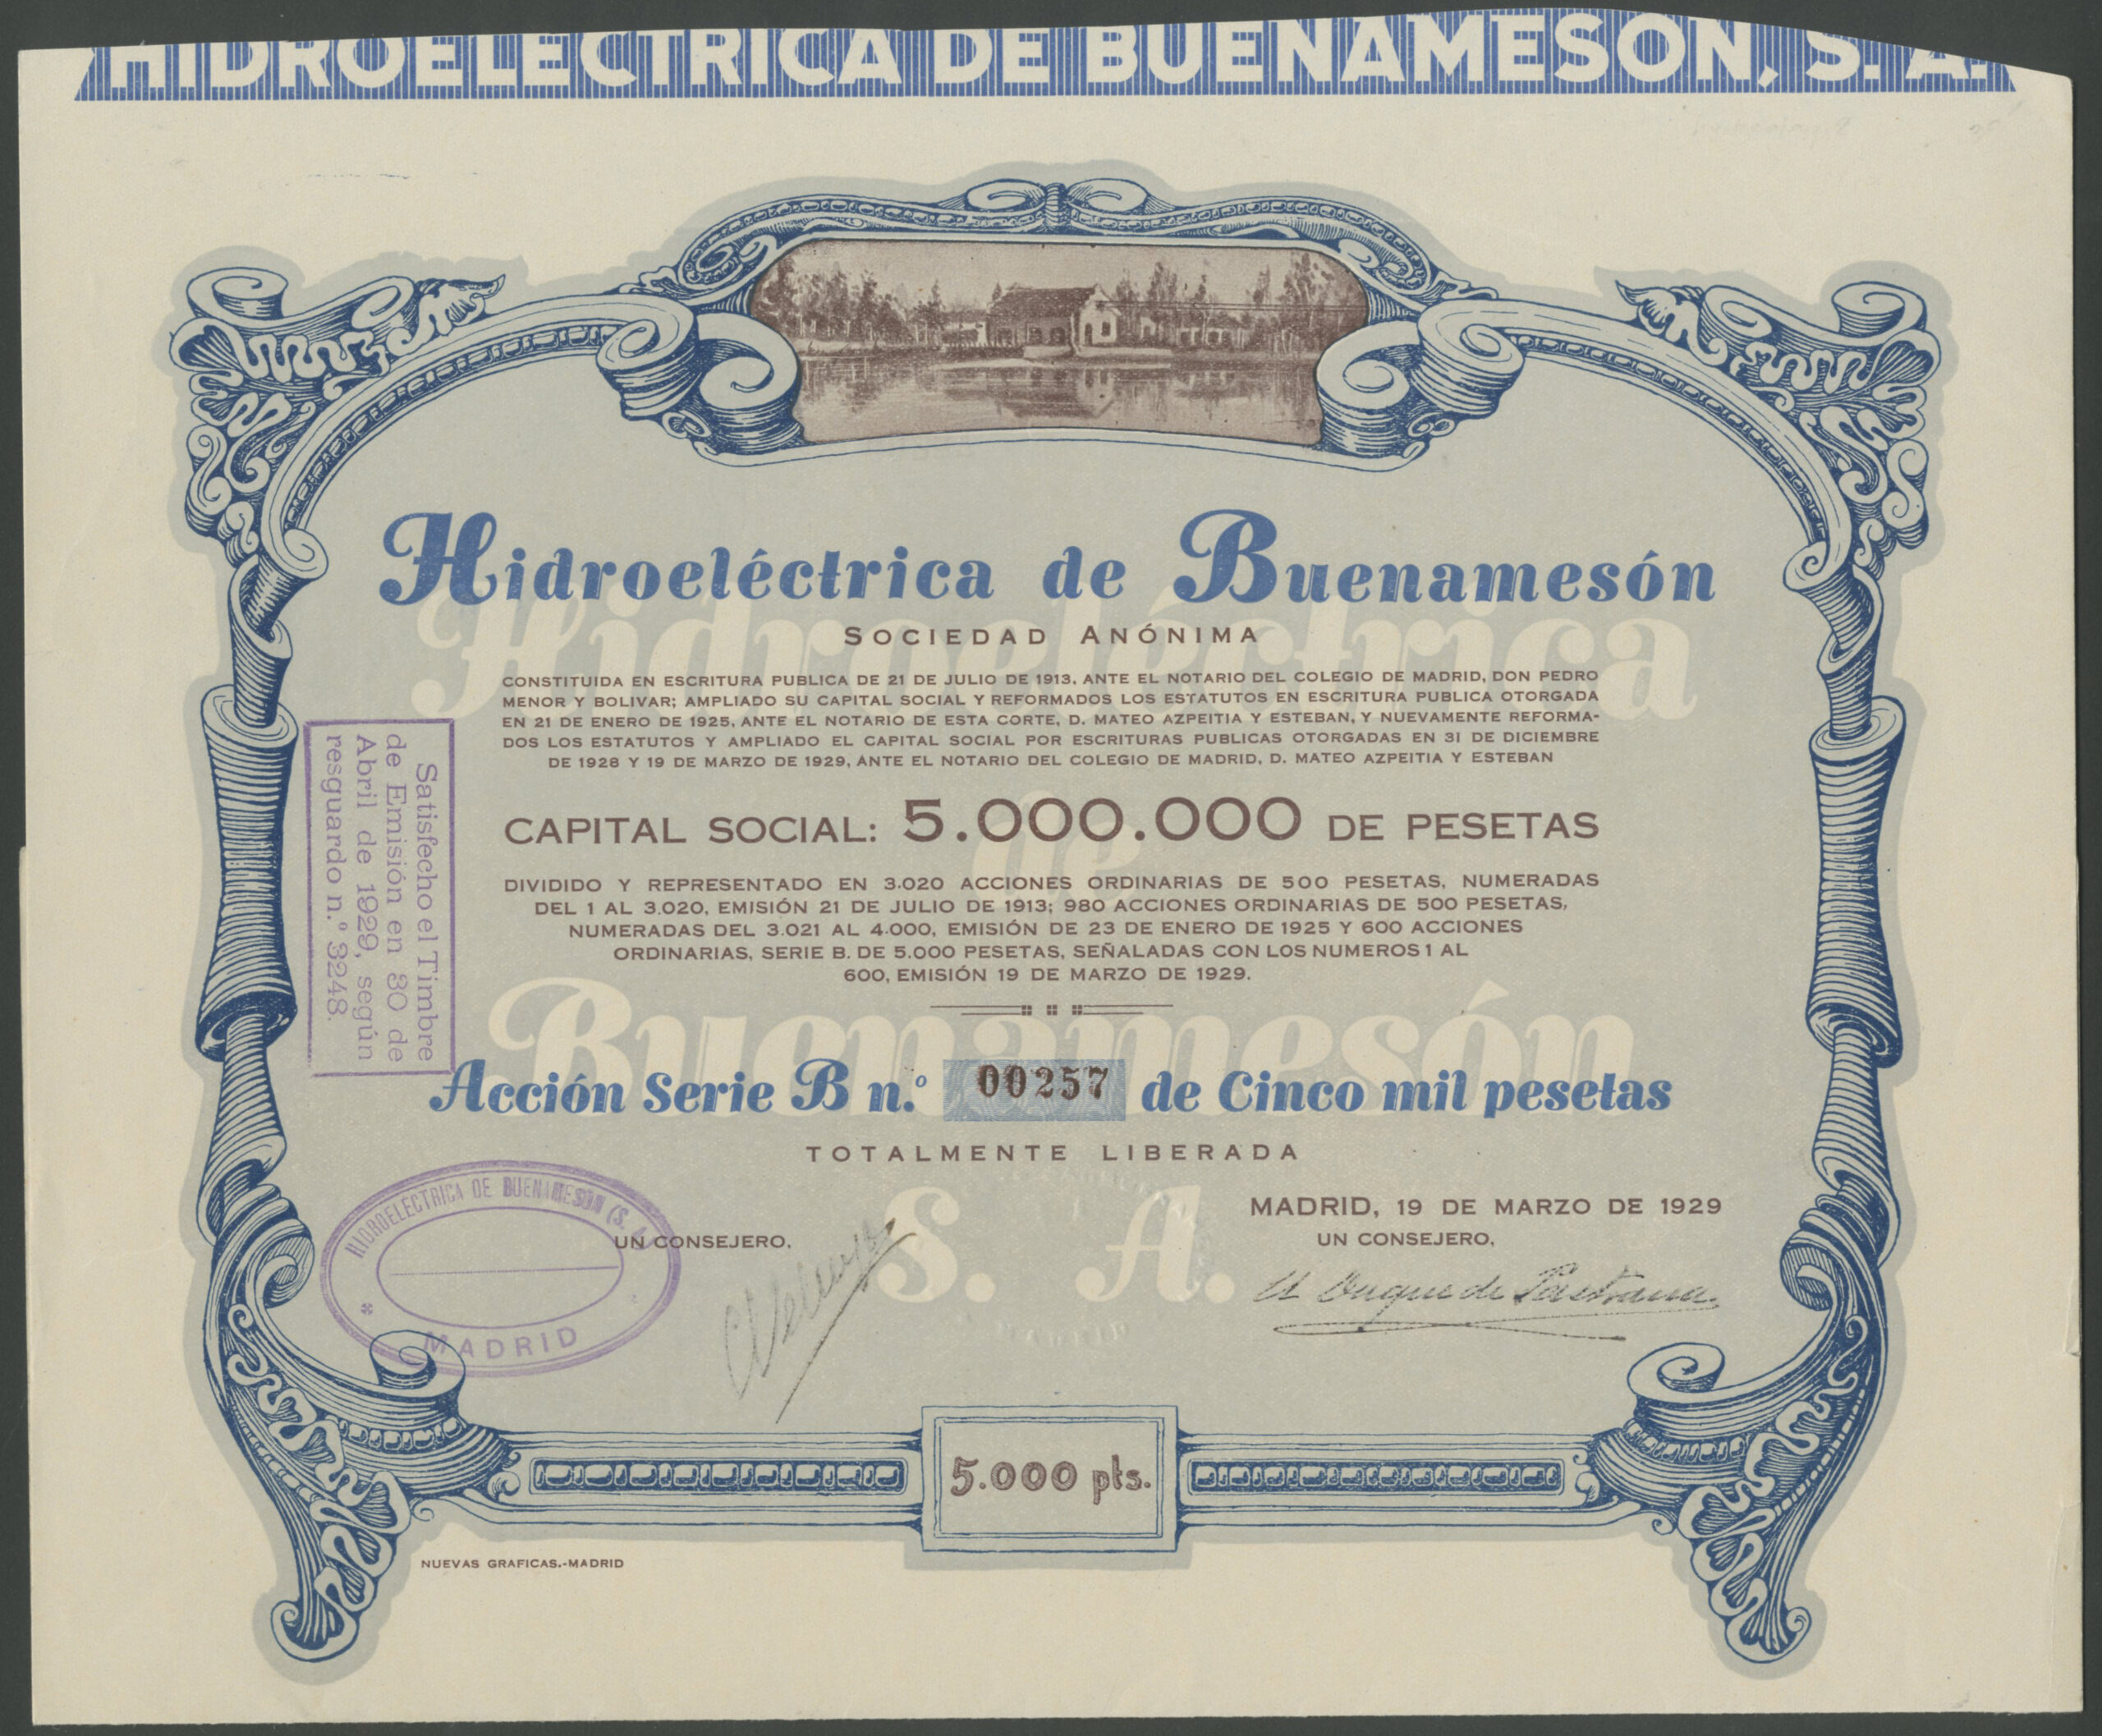 HIDROELECTRICA DE BUENAMESON, S. A.
Hidroeléctrica de Buenamesón
SOCIEDAD ANÓNIMA
CONSTITUIDA EN ESCRITURA PUBLICA DE 21 DE JULIO DE 1913, ANTE EL NOTARIO DEL COLEGIO DE MADRID, DON PEDRO
MENOR Y BOLIVAR; AMPLIADO SU CAPITAL SOCIAL Y REFORMADOS LOS ESTATUTOS EN ESCRITURA PUBLICA OTORGADA
EN 21 DE ENERO DE 1925, ANTE EL NOTARIO DE ESTA CORTE, D. MATEO AZPEITIA Y ESTEBAN, Y NUEVAMENTE REFORMA-
DOS LOS ESTATUTOS Y AMPLIADO EL CAPITAL SOCIAL POR ESCRITURAS PUBLICAS OTORGADAS EN 31 DE DICIEMBRE
DE 1928 Y 19 DE MARZO DE 1929, ANTE EL NOTARIO DEL COLEGIO DE MADRID, D. MATEO AZPEITIA Y ESTEBAN
CAPITAL SOCIAL: 5.000.000 DE PESETAS
DIVIDIDO Y REPRESENTADO EN 3.020 ACCIONES ORDINARIAS DE 500 PESETAS, NUMERADAS
DEL 1 AL 3.020, EMISIÓN 21 DE JULIO DE 1913; 980 ACCIONES ORDINARIAS DE 500 PESETAS,
NUMERADAS DEL 3.021 AL 4.000, EMISIÓN DE 23 DE ENERO DE 1925 Y 600 ACCIONES
ORDINARIAS, SERIE B. DE 5.000 PESETAS, SEÑALADAS CON LOS NUMEROS 1 AL
600, EMISIÓN 19 DE MARZO DE 1929.
Hidroeléctrica
de
Buenamesón
S. A.
Satisfecho el Timbre
de Emisión en 30 de
Abril de 1929, según
resguardo n.º 3248.
Acción Serie B n.º 00257 de Cinco mil pesetas
TOTALMENTE LIBERADA
MADRID, 19 DE MARZO DE 1929
UN CONSEJERO,
UN CONSEJERO,
El Duque de Pastrana
HIDROELECTRICA DE BUENAMESON (S. A.)
MADRID
MADRID
5.000 pts.
NUEVAS GRAFICAS.-MADRID